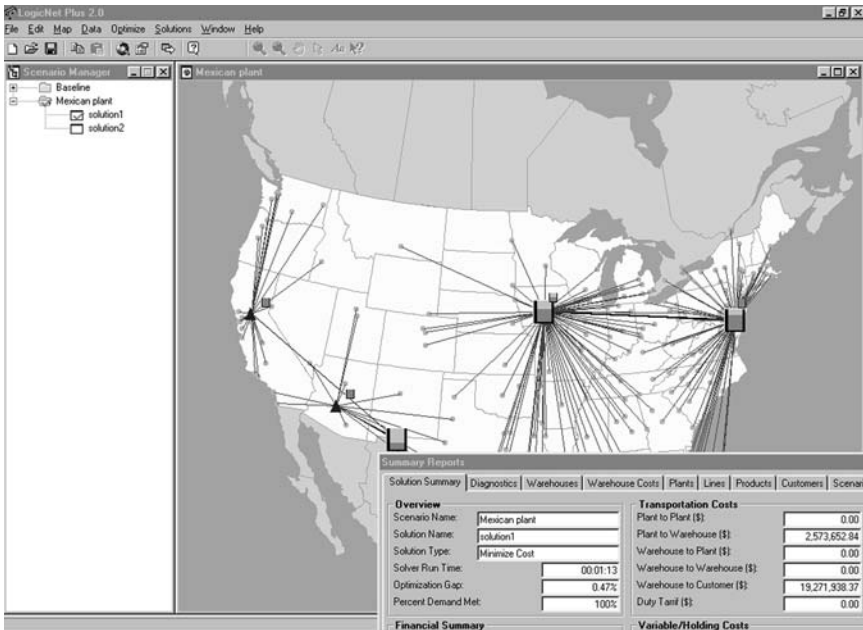 LogicNet Plus 2.0
File Edit Map Data Optimize Solutions Window Help
Scenario Manager
Baseline
Mexican plant
solution1
solution2
Mexican plant
Summary Reports
Solution Summary Diagnostics Warehouses Warehouse Costs Plants Lines Products Customers Scenari
Overview
Scenario Name: Mexican plant
Solution Name: solution1
Solution Type: Minimize Cost
Solver Run Time: 00:01:13
Optimization Gap: 0.47%
Percent Demand Met: 100%
Financial Summary
Transportation Costs
Plant to Plant ($): 0.00
Plant to Warehouse ($): 2,573,652.84
Warehouse to Plant ($): 0.00
Warehouse to Warehouse ($): 0.00
Warehouse to Customer ($): 19,271,938.37
Duty Tarrif ($): 0.00
Variable/Holding Costs